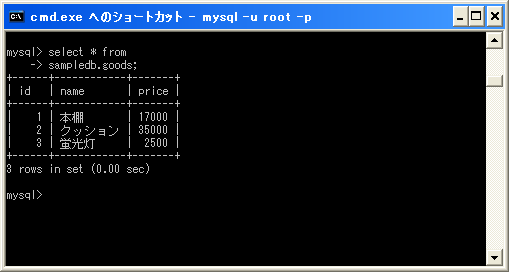 cmd.exe へのショートカット - mysql -u root -p
mysql> select * from
    -> sampledb.goods;
+------+------------+-------+
| id   | name       | price |
+------+------------+-------+
|    1 | 本棚       | 17000 |
|    2 | クッション | 35000 |
|    3 | 蛍光灯     |  2500 |
+------+------------+-------+
3 rows in set (0.00 sec)
mysql>